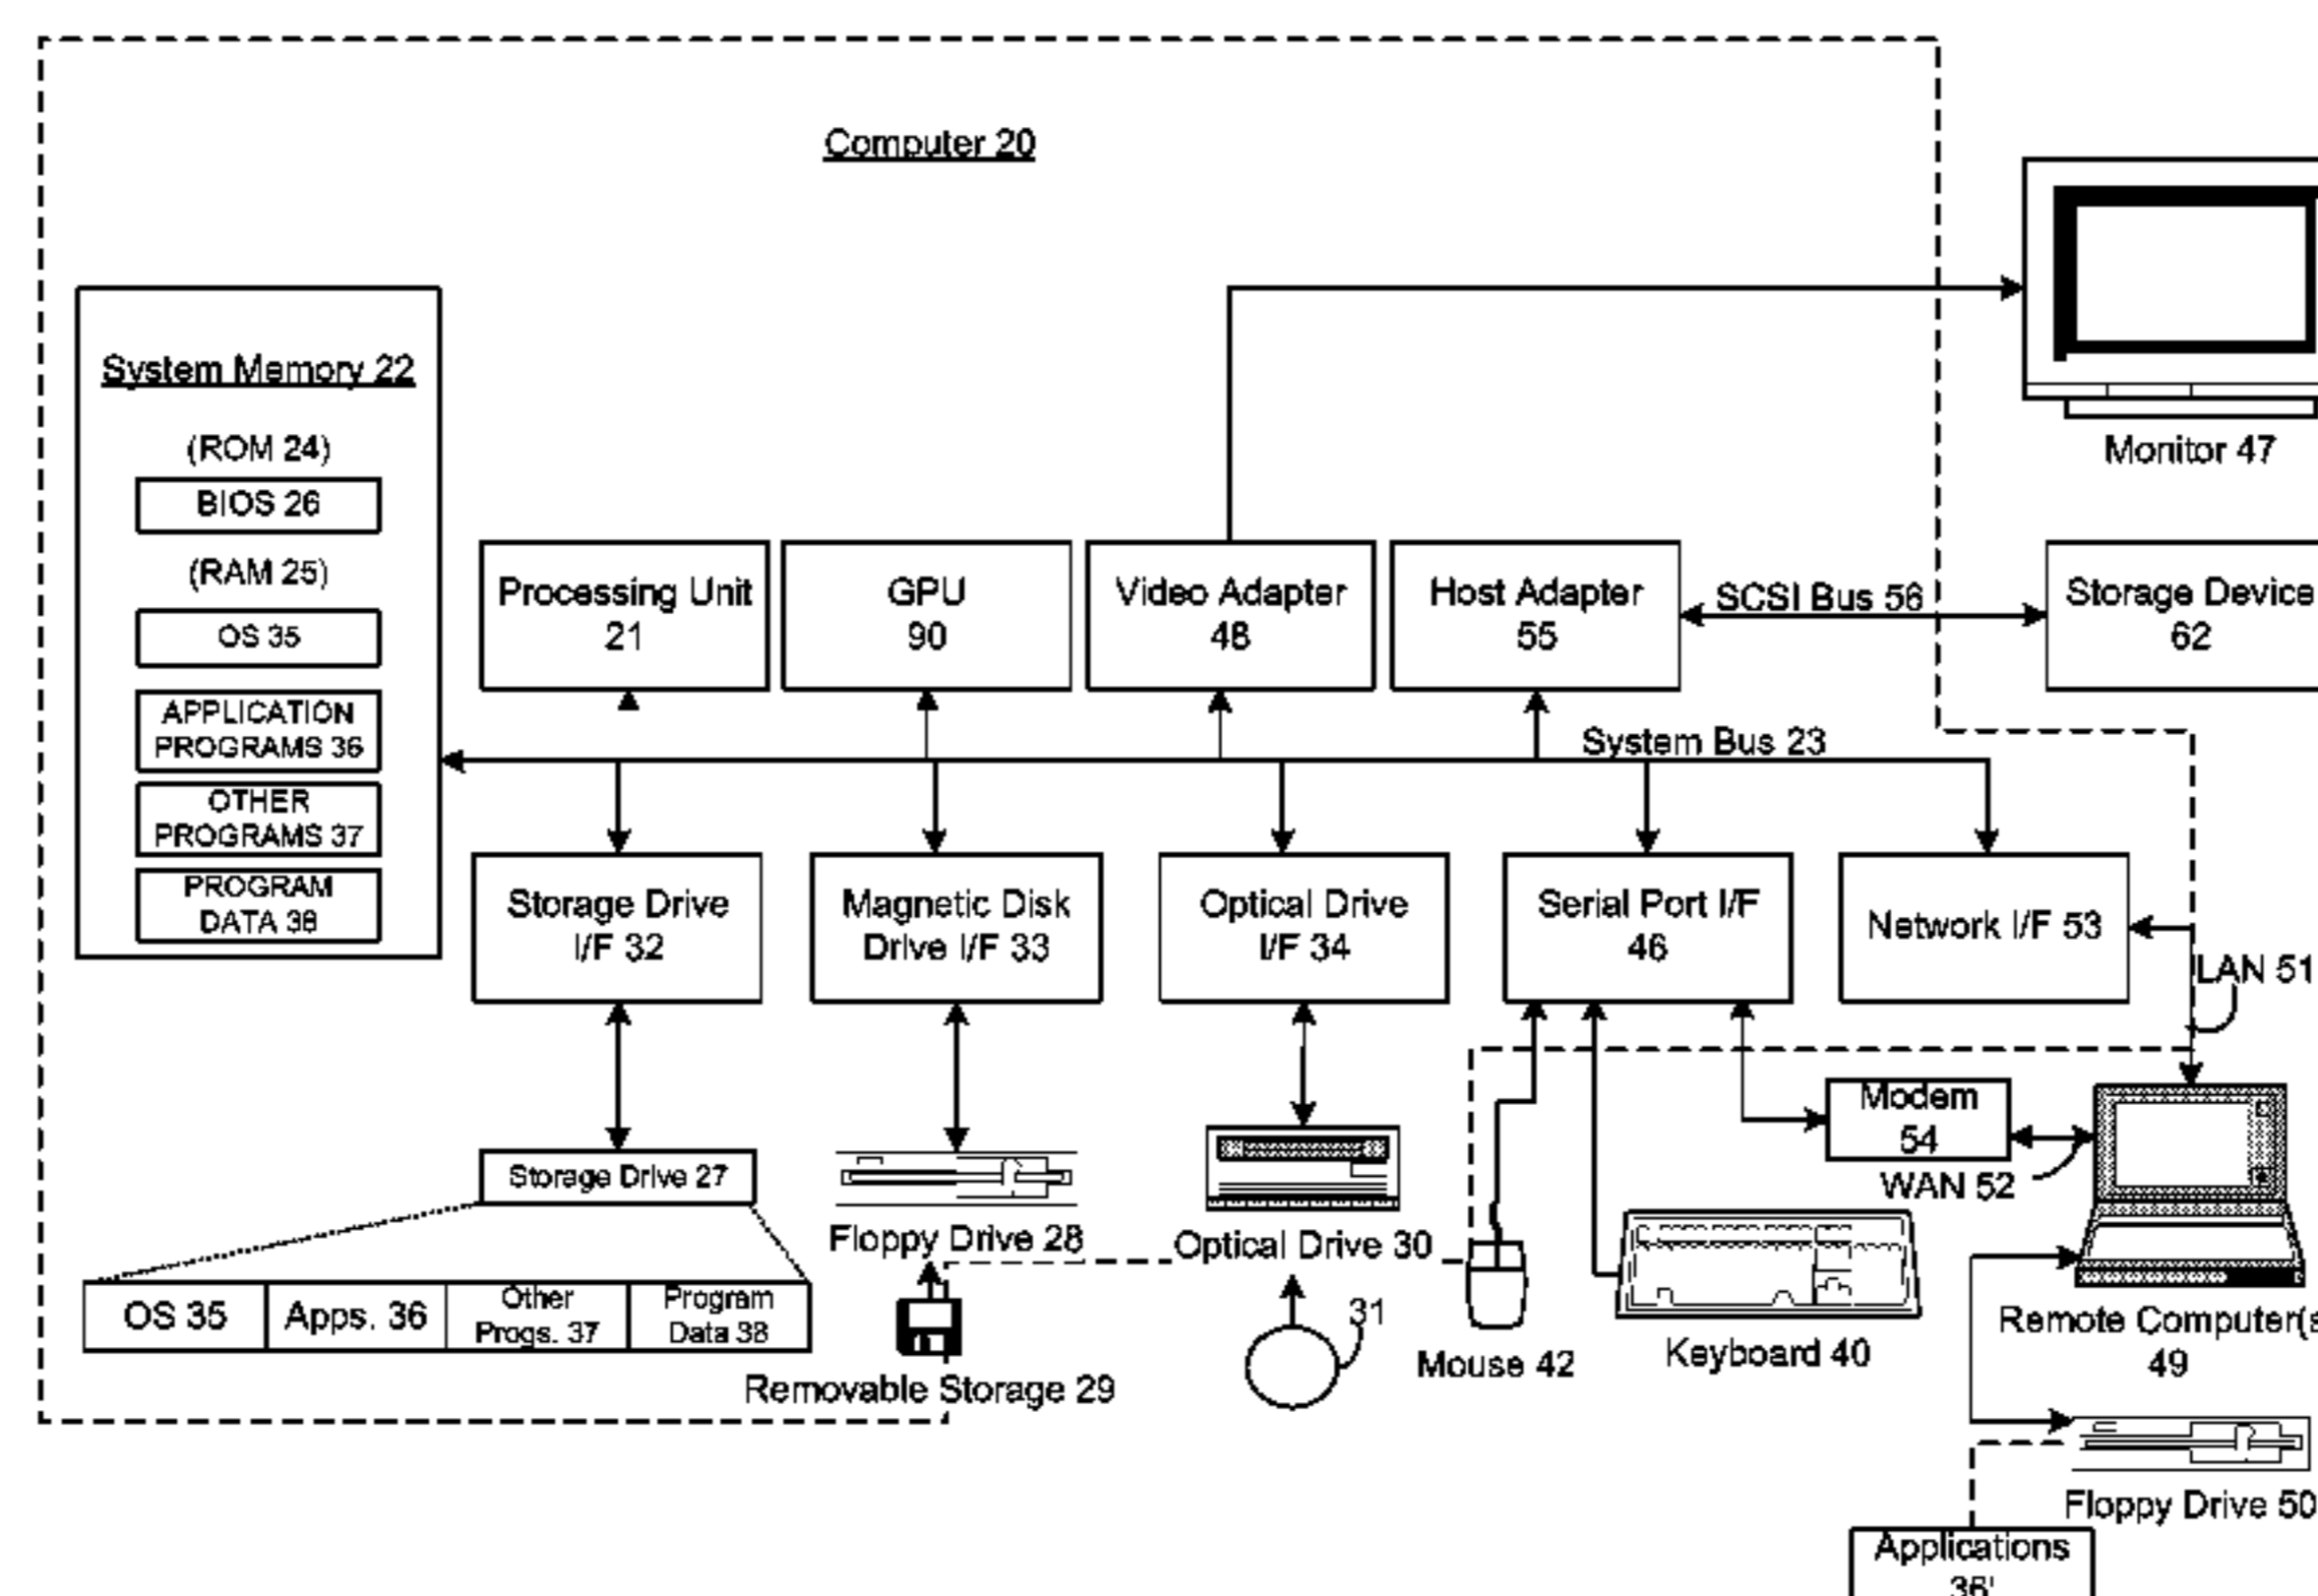 Computer 20
System Memory 22
(ROM 24)
BIOS 26
(RAM 25)
OS 35
APPLICATION
PROGRAMS 36
OTHER
PROGRAMS 37
PROGRAM
DATA 38
Processing Unit
21
GPU
90
Video Adapter
48
Host Adapter
55
SCSI Bus 56
Monitor 47
Storage Device
62
System Bus 23
Storage Drive
I/F 32
Magnetic Disk
Drive I/F 33
Optical Drive
I/F 34
Serial Port I/F
46
Network I/F 53
LAN 51
Storage Drive 27
Floppy Drive 28
Optical Drive 30
Modem
54
WAN 52
OS 35
Apps. 36
Other
Progs. 37
Program
Data 38
Removable Storage 29
31
Mouse 42
Keyboard 40
Remote Computer(s
49
Floppy Drive 50
Applications
36'